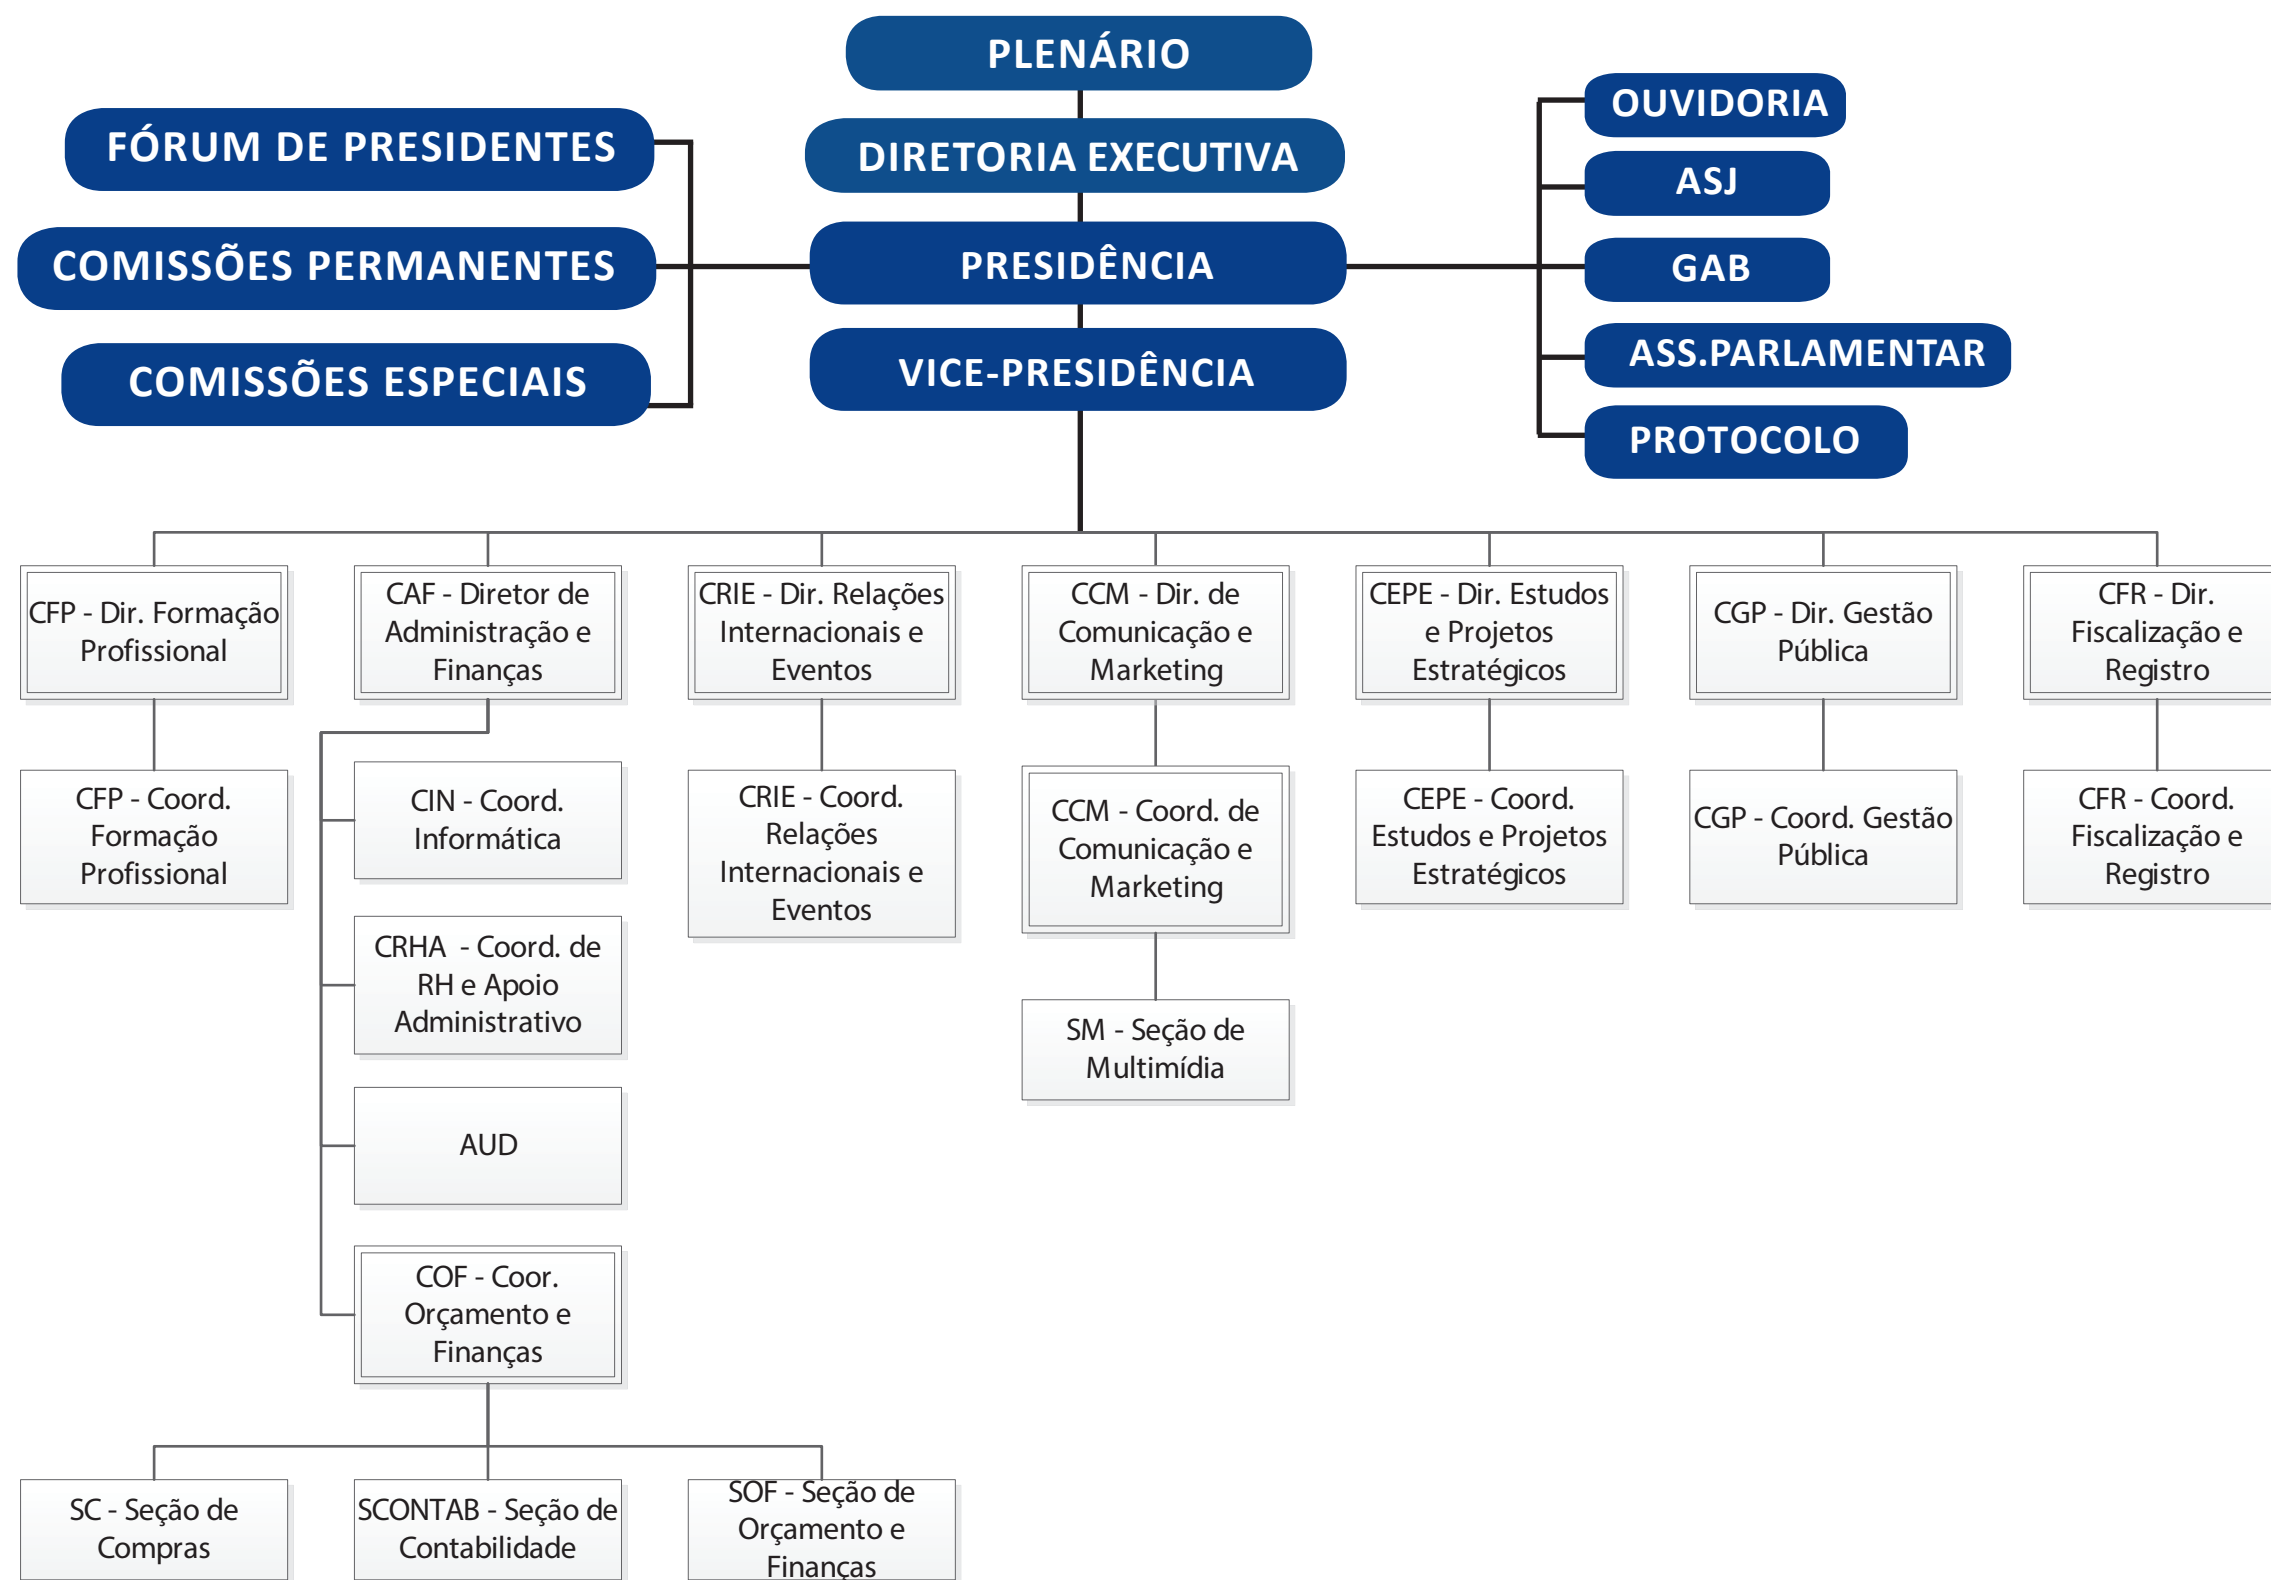 PLENÁRIO
DIRETORIA EXECUTIVA
PRESIDÊNCIA
VICE-PRESIDÊNCIA
FÓRUM DE PRESIDENTES
COMISSÕES PERMANENTES
COMISSÕES ESPECIAIS
OUVIDORIA
ASJ
GAB
ASS.PARLAMENTAR
PROTOCOLO
CFP - Dir. Formação
Profissional
CAF - Diretor de
Administração e
Finanças
CRIE - Dir. Relações
Internacionais e
Eventos
CCM - Dir. de
Comunicação e
Marketing
CEPE - Dir. Estudos
e Projetos
Estratégicos
CGP - Dir. Gestão
Pública
CFR - Dir.
Fiscalização e
Registro
CFP - Coord.
Formação
Profissional
CIN - Coord.
Informática
CRIE - Coord.
Relações
Internacionais e
Eventos
CCM - Coord. de
Comunicação e
Marketing
CEPE - Coord.
Estudos e Projetos
Estratégicos
CGP - Coord. Gestão
Pública
CFR - Coord.
Fiscalização e
Registro
CRHA - Coord. de
RH e Apoio
Administrativo
SM - Seção de
Multimídia
AUD
COF - Coor.
Orçamento e
Finanças
SC - Seção de
Compras
SCONTAB - Seção de
Contabilidade
SOF - Seção de
Orçamento e
Finanças